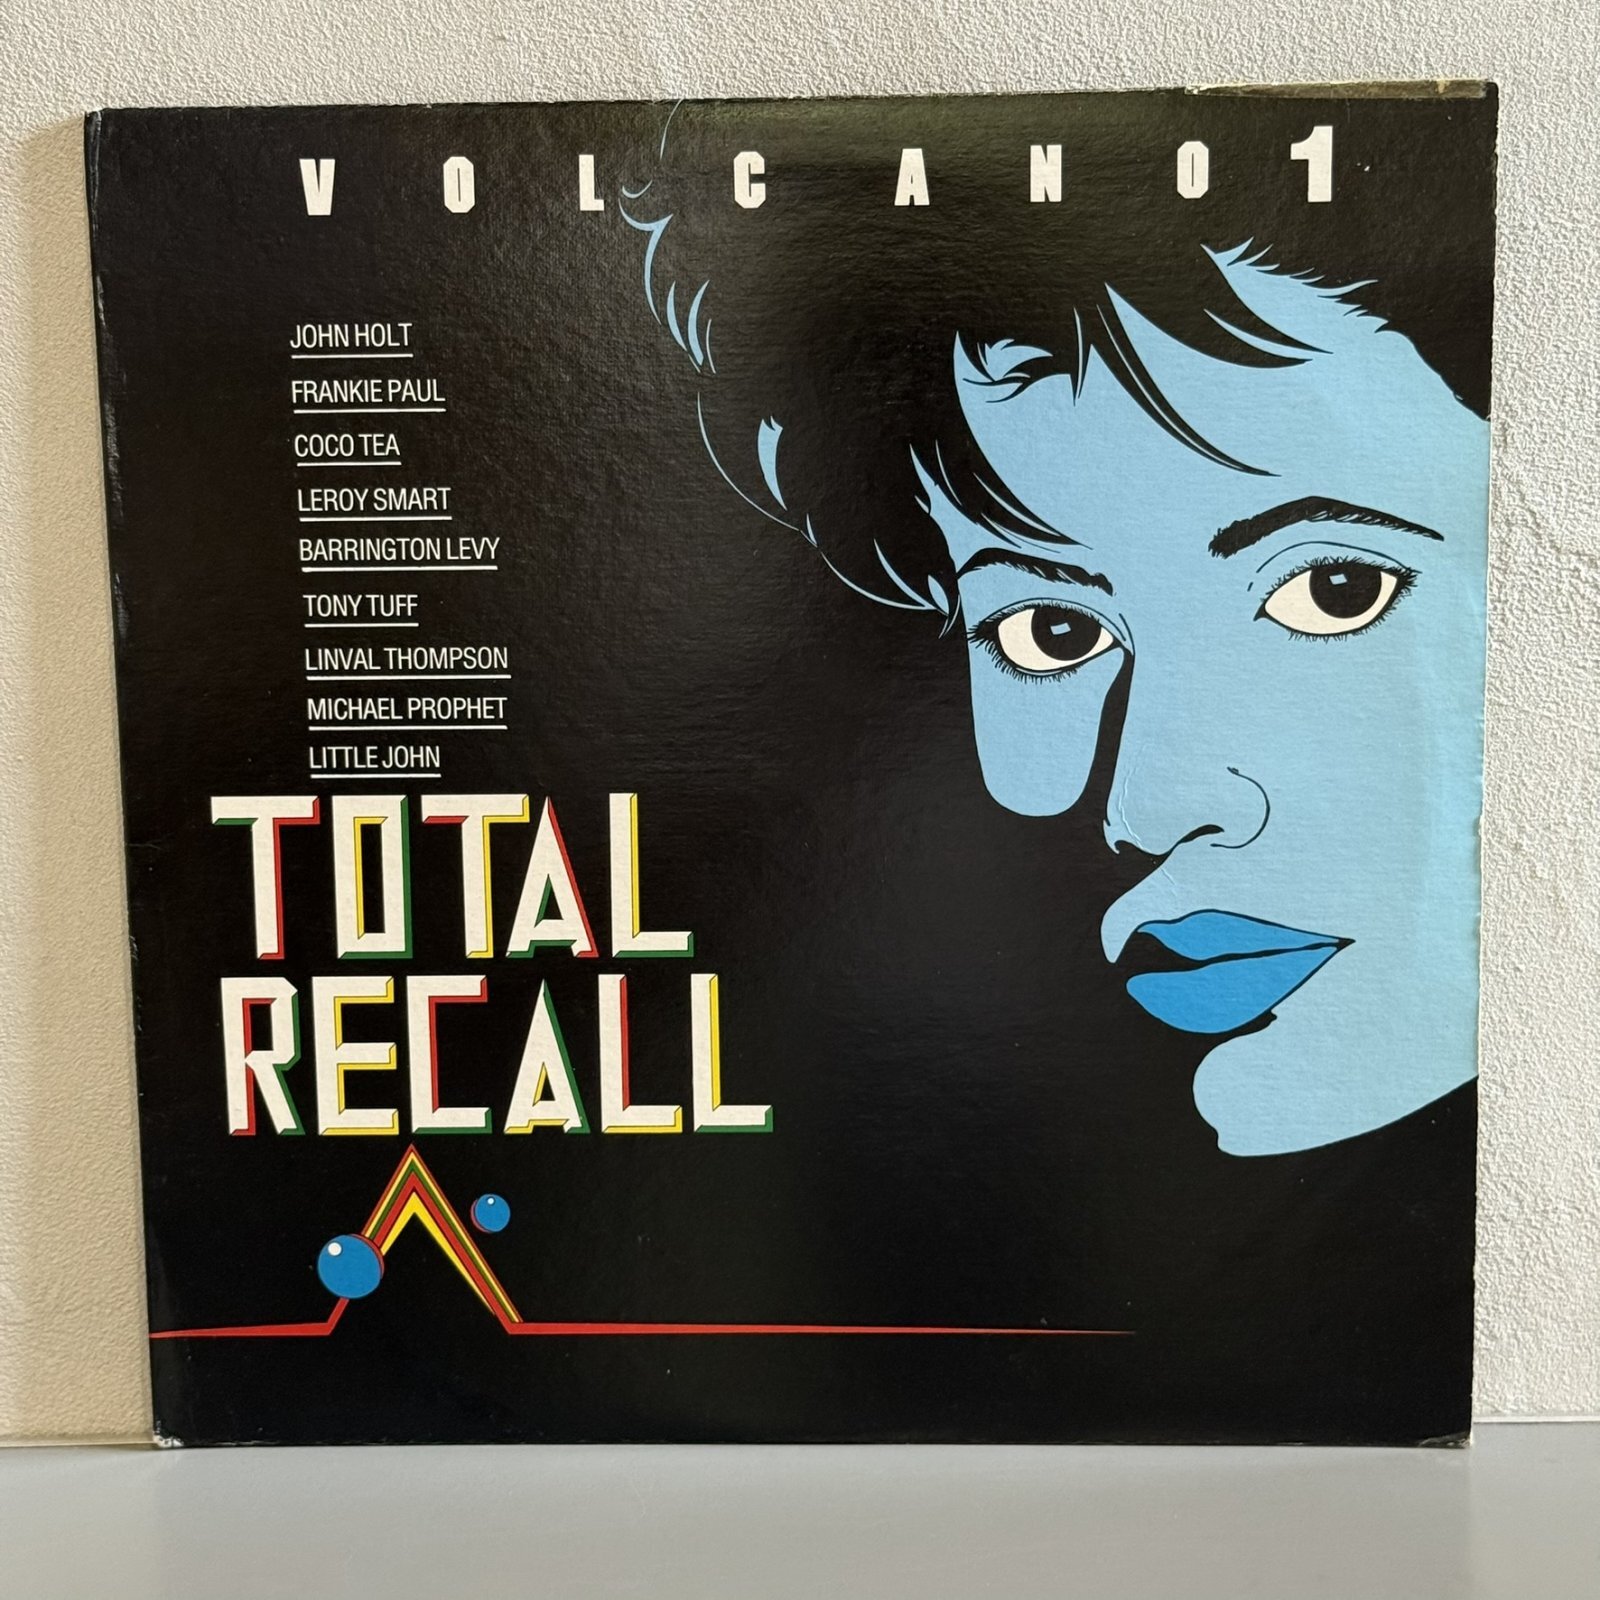 VOLCANO 1
JOHN HOLT
FRANKIE PAUL
COCO TEA
LEROY SMART
BARRINGTON LEVY
TONY TUFF
LINVAL THOMPSON
MICHAEL PROPHET
LITTLE JOHN
TOTAL
RECALL